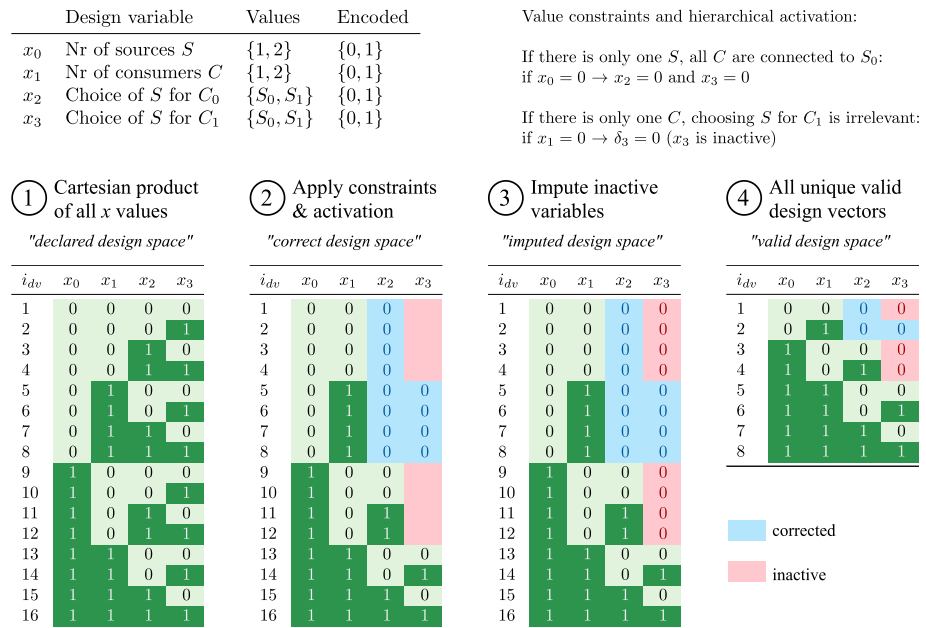 Design variable Values Encoded
x0 Nr of sources S {1, 2} {0, 1}
x1 Nr of consumers C {1, 2} {0, 1}
x2 Choice of S for C0 {S0, S1} {0, 1}
x3 Choice of S for C1 {S0, S1} {0, 1}
Value constraints and hierarchical activation:
If there is only one S, all C are connected to S0:
if x0 = 0 → x2 = 0 and x3 = 0
If there is only one C, choosing S for C1 is irrelevant:
if x1 = 0 → δ3 = 0 (x3 is inactive)
1 Cartesian product
of all x values
"declared design space"
idv x0 x1 x2 x3
1 0 0 0 0
2 0 0 0 1
3 0 0 1 0
4 0 0 1 1
5 0 1 0 0
6 0 1 0 1
7 0 1 1 0
8 0 1 1 1
9 1 0 0 0
10 1 0 0 1
11 1 0 1 0
12 1 0 1 1
13 1 1 0 0
14 1 1 0 1
15 1 1 1 0
16 1 1 1 1
2 Apply constraints
& activation
"correct design space"
idv x0 x1 x2 x3
1 0 0 0
2 0 0 0
3 0 0 0
4 0 0 0
5 0 1 0 0
6 0 1 0 0
7 0 1 0 0
8 0 1 0 0
9 1 0 0
10 1 0 0
11 1 0 1
12 1 0 1
13 1 1 0 0
14 1 1 0 1
15 1 1 1 0
16 1 1 1 1
3 Impute inactive
variables
"imputed design space"
idv x0 x1 x2 x3
1 0 0 0 0
2 0 0 0 0
3 0 0 0 0
4 0 0 0 0
5 0 1 0 0
6 0 1 0 0
7 0 1 0 0
8 0 1 0 0
9 1 0 0 0
10 1 0 0 0
11 1 0 1 0
12 1 0 1 0
13 1 1 0 0
14 1 1 0 1
15 1 1 1 0
16 1 1 1 1
4 All unique valid
design vectors
"valid design space"
idv x0 x1 x2 x3
1 0 0 0 0
2 0 1 0 0
3 1 0 0 0
4 1 0 1 0
5 1 1 0 0
6 1 1 0 1
7 1 1 1 0
8 1 1 1 1
corrected
inactive